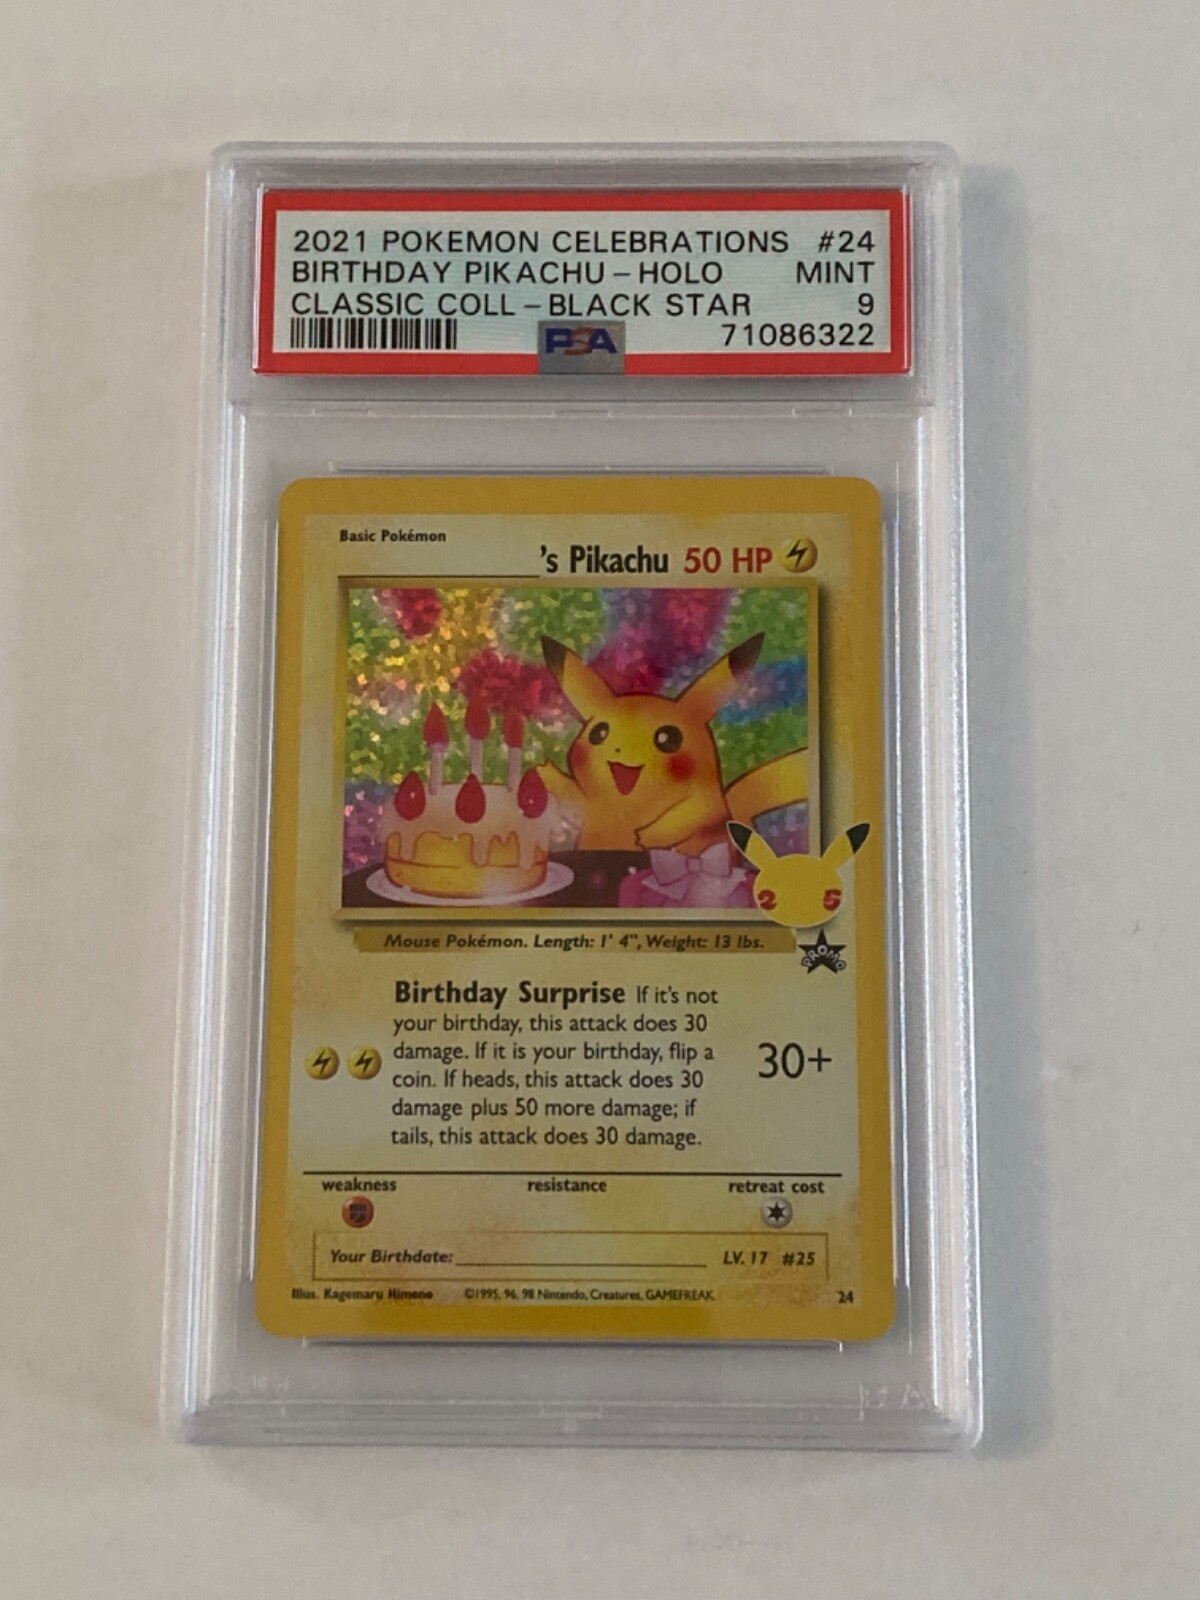 2021 POKEMON CELEBRATIONS #24
BIRTHDAY PIKACHU - HOLO MINT
CLASSIC COLL - BLACK STAR 9
PSA 71086322
Basic Pokémon
's Pikachu 50 HP
25
Mouse Pokémon. Length: 1' 4", Weight: 13 lbs.
PROMO
Birthday Surprise If it's not
your birthday, this attack does 30
damage. If it is your birthday, flip a
coin. If heads, this attack does 30
damage plus 50 more damage; if
tails, this attack does 30 damage.
30+
weakness resistance retreat cost
Your Birthdate: LV. 17 #25
Illus. Kagemaru Himeno ©1995, 96, 98 Nintendo, Creatures, GAMEFREAK. 24